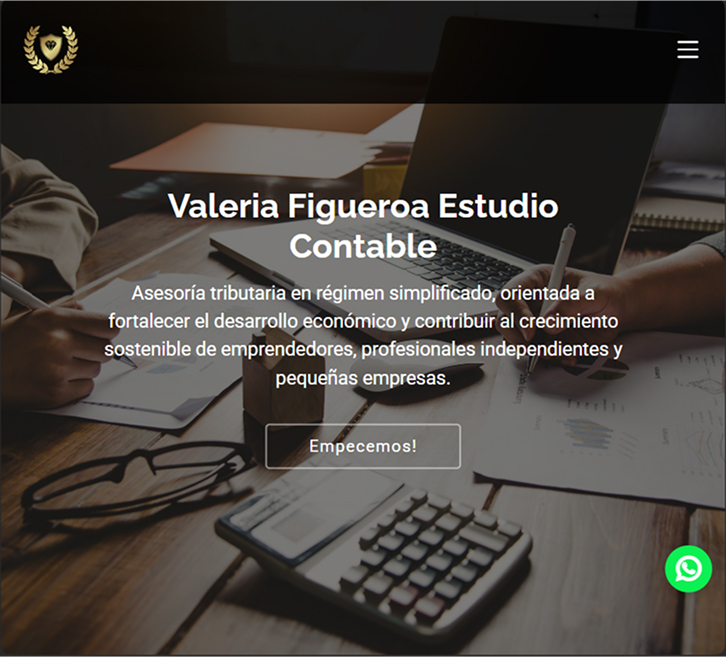 Valeria Figueroa Estudio
Contable
Asesoría tributaria en régimen simplificado, orientada a
fortalecer el desarrollo económico y contribuir al crecimiento
sostenible de emprendedores, profesionales independientes y
pequeñas empresas.
Empecemos!